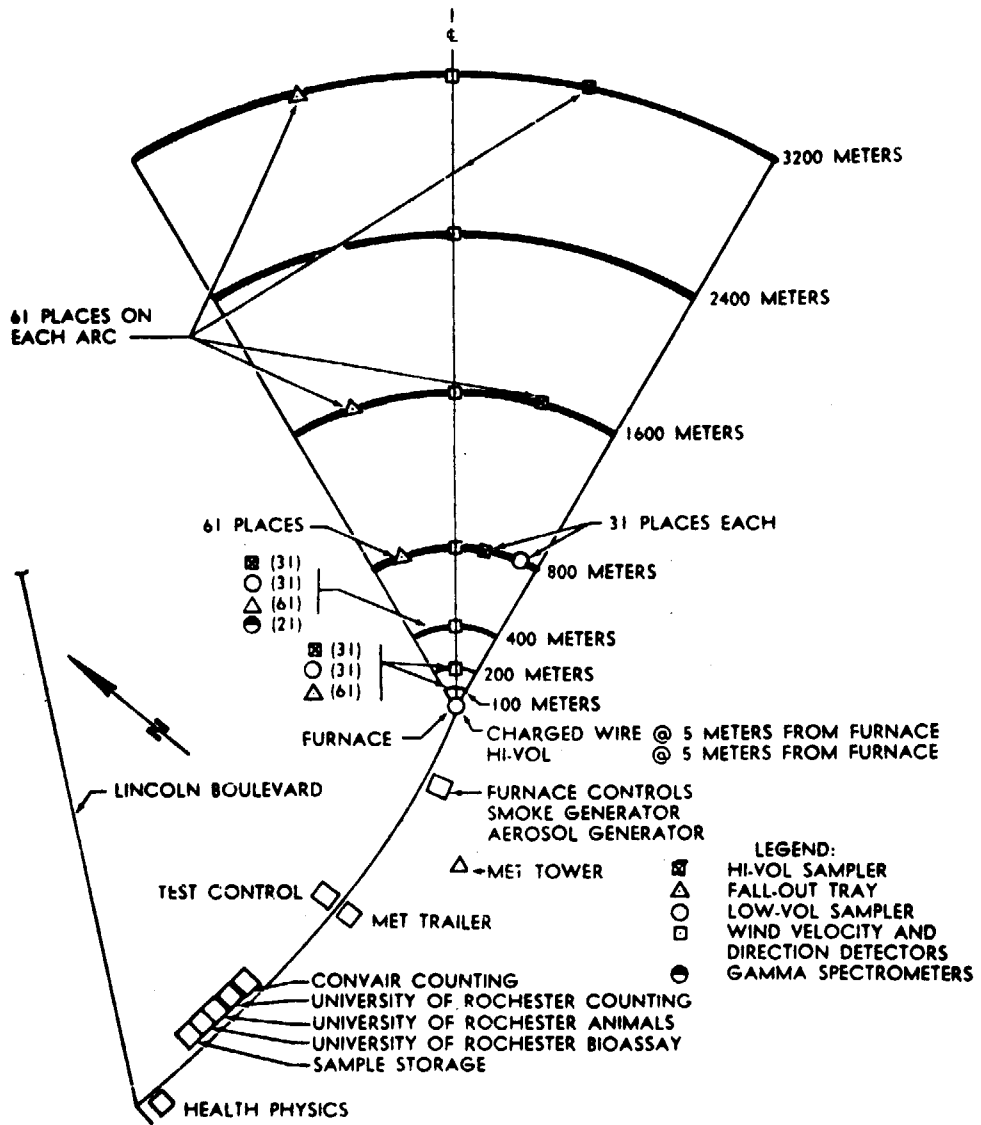 ℄
3200 METERS
2400 METERS
61 PLACES ON
EACH ARC
1600 METERS
61 PLACES
31 PLACES EACH
(31)
(31)
(61)
(21)
800 METERS
400 METERS
(31)
(31)
(61)
200 METERS
100 METERS
FURNACE
CHARGED WIRE @ 5 METERS FROM FURNACE
HI-VOL @ 5 METERS FROM FURNACE
N
LINCOLN BOULEVARD
FURNACE CONTROLS
SMOKE GENERATOR
AEROSOL GENERATOR
MET TOWER
TEST CONTROL
MET TRAILER
LEGEND:
HI-VOL SAMPLER
FALL-OUT TRAY
LOW-VOL SAMPLER
WIND VELOCITY AND
DIRECTION DETECTORS
GAMMA SPECTROMETERS
CONVAIR COUNTING
UNIVERSITY OF ROCHESTER COUNTING
UNIVERSITY OF ROCHESTER ANIMALS
UNIVERSITY OF ROCHESTER BIOASSAY
SAMPLE STORAGE
HEALTH PHYSICS